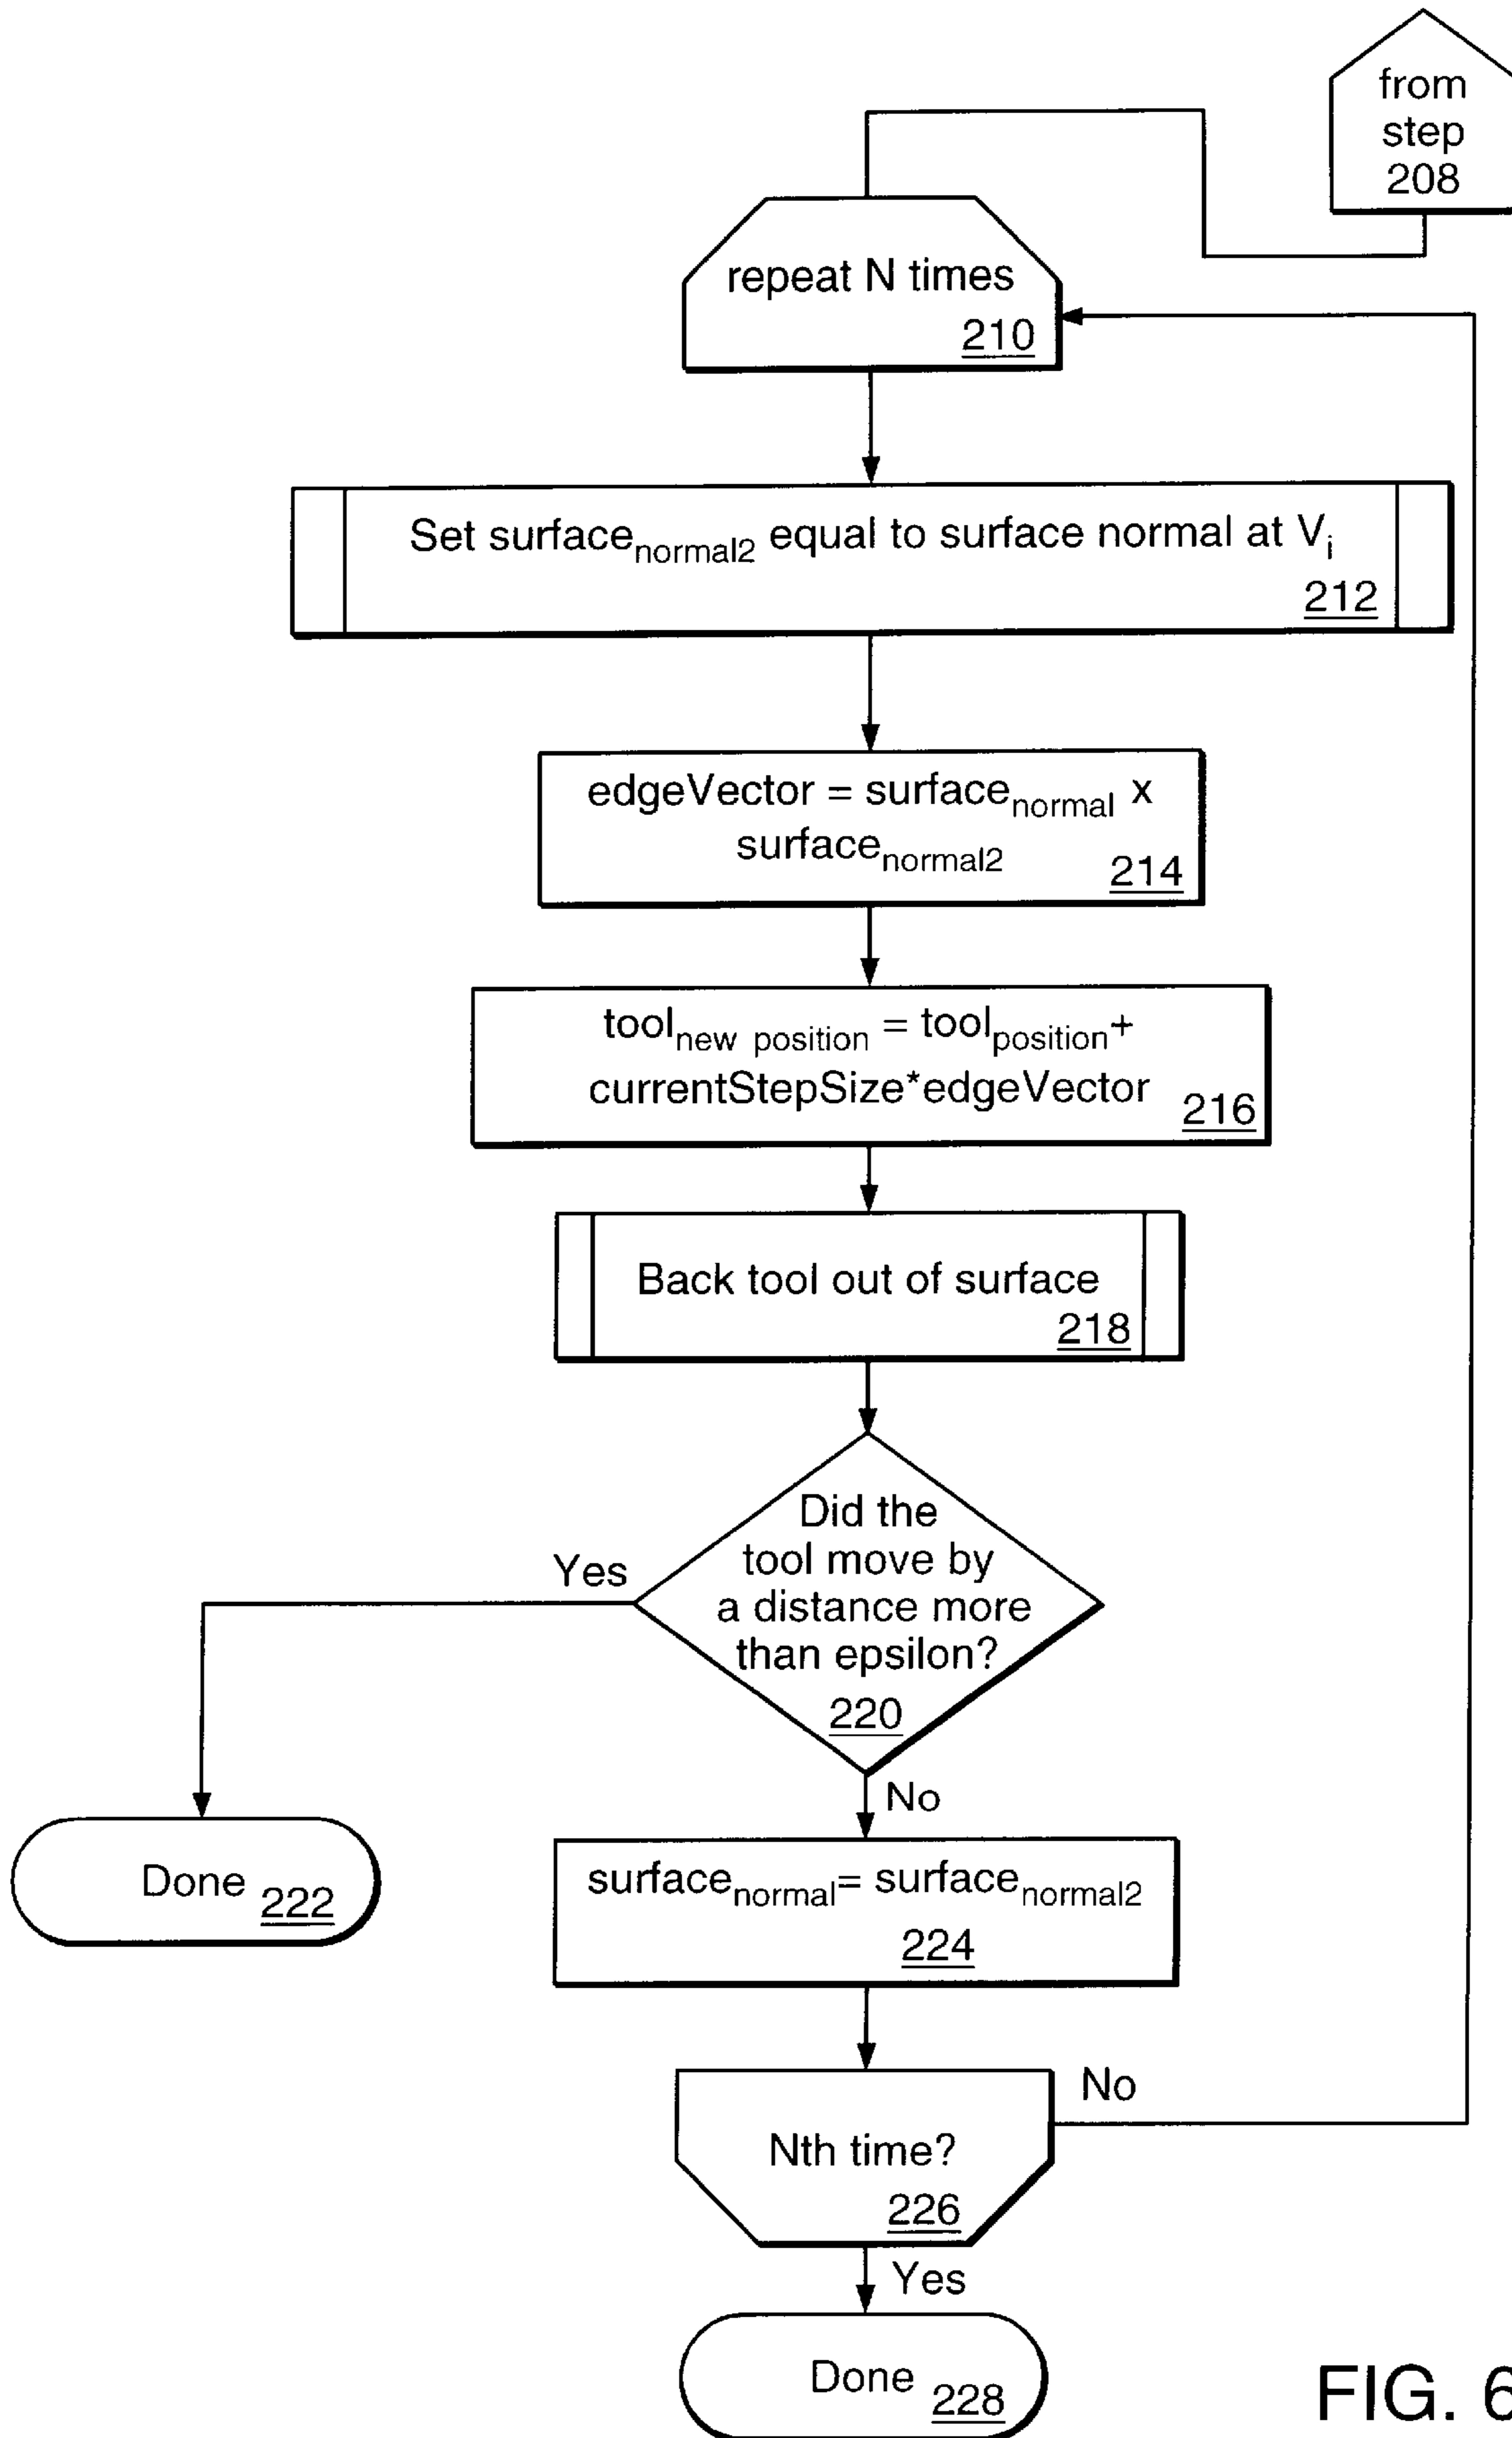 from
step
208
repeat N times
210
Set surface_normal2 equal to surface normal at V_i
212
edgeVector = surface_normal x
surface_normal2
214
tool_new position = tool_position+
currentStepSize*edgeVector
216
Back tool out of surface
218
Did the
tool move by
a distance more
than epsilon?
220
Yes
No
Done 222
surface_normal= surface_normal2
224
Nth time?
226
No
Yes
Done 228
FIG.